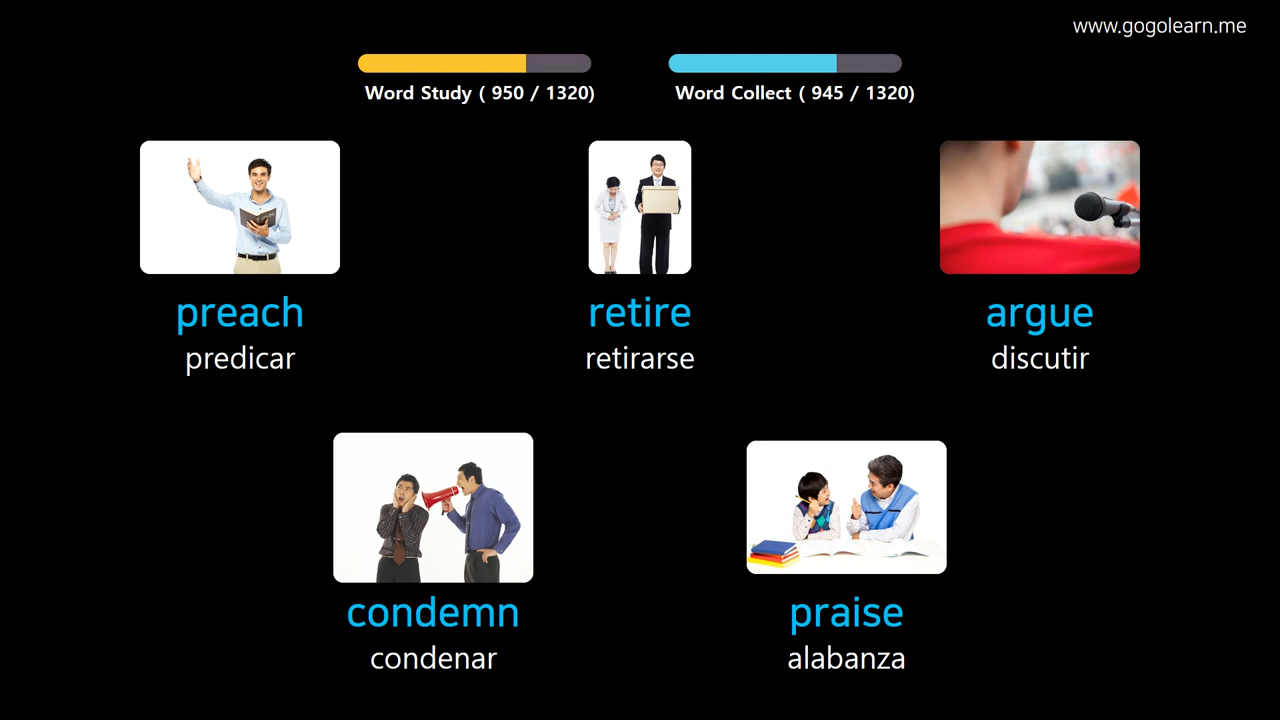 www.gogolearn.me
Word Study ( 950 / 1320)
Word Collect ( 945 / 1320)
preach
predicar
retire
retirarse
argue
discutir
condemn
condenar
praise
alabanza